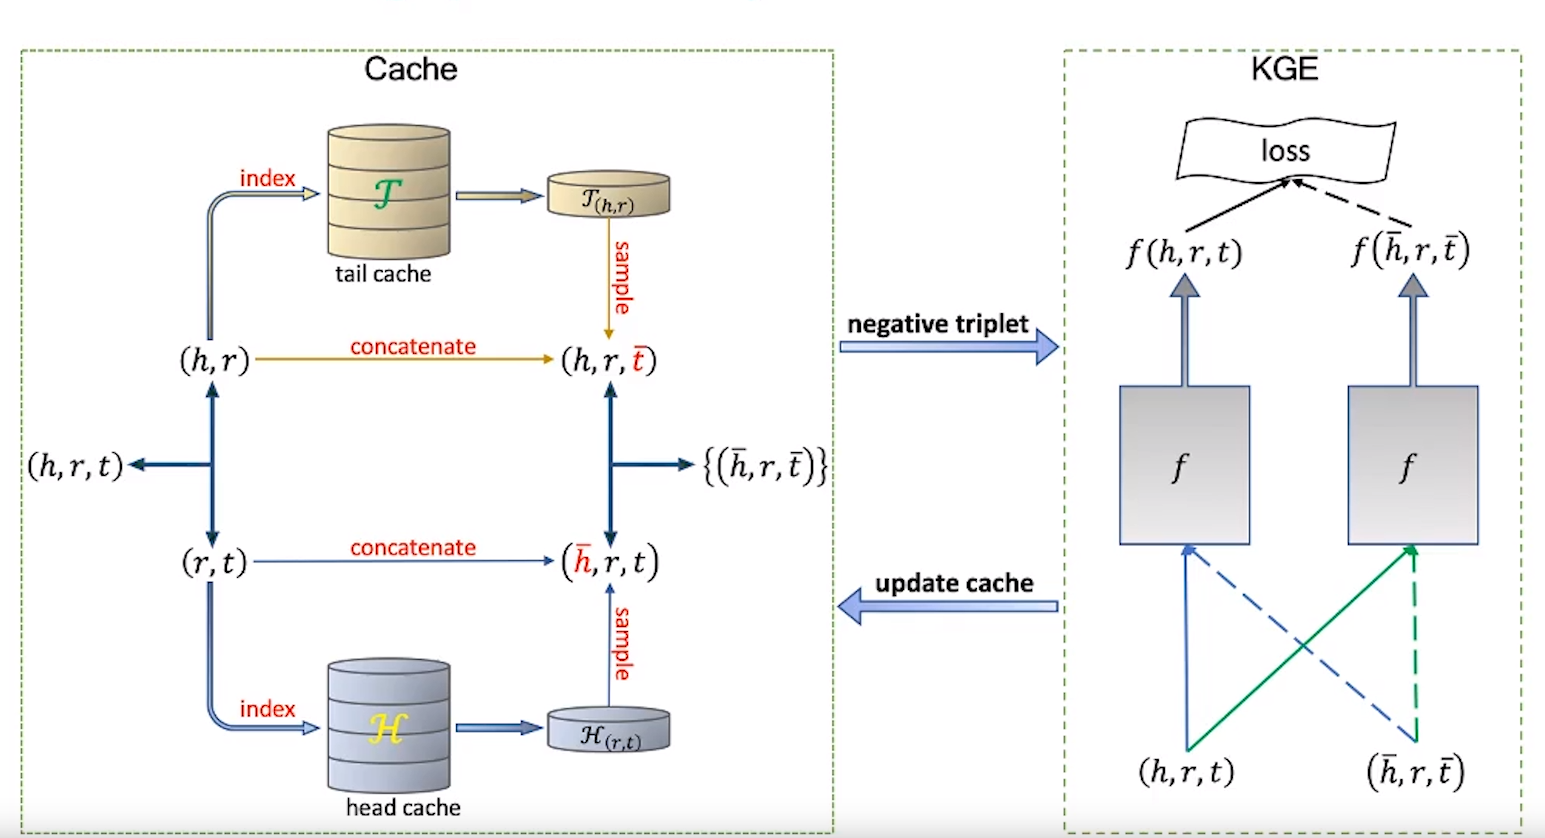 Cache
index
𝒯
tail cache
𝒯(h,r)
sample
(h, r)
concatenate
(h, r, t̄)
(h, r, t)
{(h̄, r, t̄)}
(r, t)
concatenate
(h̄, r, t)
sample
index
ℋ
head cache
ℋ(r,t)
negative triplet
update cache
KGE
loss
f(h, r, t)
f(h̄, r, t̄)
f
f
(h, r, t)
(h̄, r, t̄)